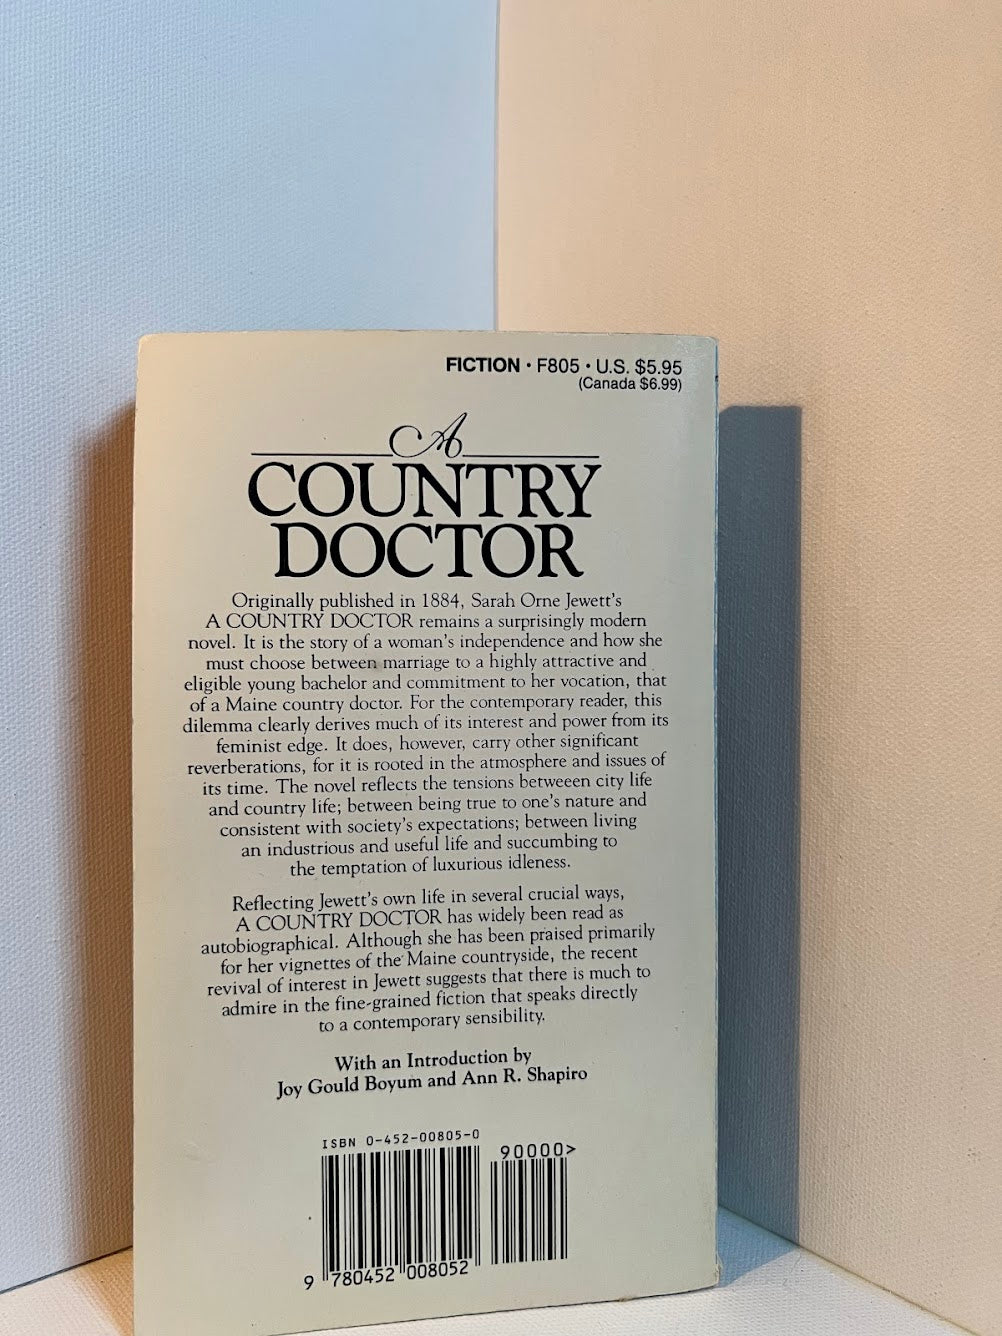 FICTION · F805 · U.S. $5.95
(Canada $6.99)
A
COUNTRY
DOCTOR
Originally published in 1884, Sarah Orne Jewett's
A COUNTRY DOCTOR remains a surprisingly modern
novel. It is the story of a woman's independence and how she
must choose between marriage to a highly attractive and
eligible young bachelor and commitment to her vocation, that
of a Maine country doctor. For the contemporary reader, this
dilemma clearly derives much of its interest and power from its
feminist edge. It does, however, carry other significant
reverberations, for it is rooted in the atmosphere and issues of
its time. The novel reflects the tensions betweeen city life
and country life; between being true to one's nature and
consistent with society's expectations; between living
an industrious and useful life and succumbing to
the temptation of luxurious idleness.
Reflecting Jewett's own life in several crucial ways,
A COUNTRY DOCTOR has widely been read as
autobiographical. Although she has been praised primarily
for her vignettes of the Maine countryside, the recent
revival of interest in Jewett suggests that there is much to
admire in the fine-grained fiction that speaks directly
to a contemporary sensibility.
With an Introduction by
Joy Gould Boyum and Ann R. Shapiro
ISBN 0-452-00805-0
90000>
9 780452 008052